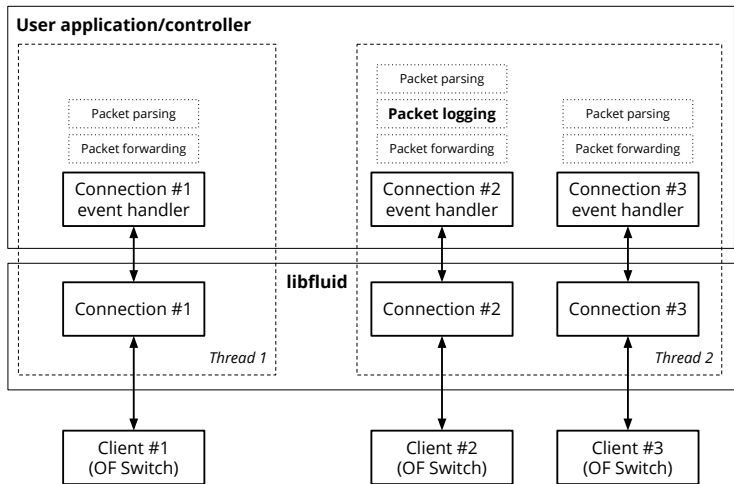 User application/controller
Packet parsing
Packet forwarding
Connection #1
event handler
Packet parsing
Packet logging
Packet forwarding
Connection #2
event handler
Packet parsing
Packet forwarding
Connection #3
event handler
libfluid
Connection #1
Connection #2
Connection #3
Thread 1
Thread 2
Client #1
(OF Switch)
Client #2
(OF Switch)
Client #3
(OF Switch)